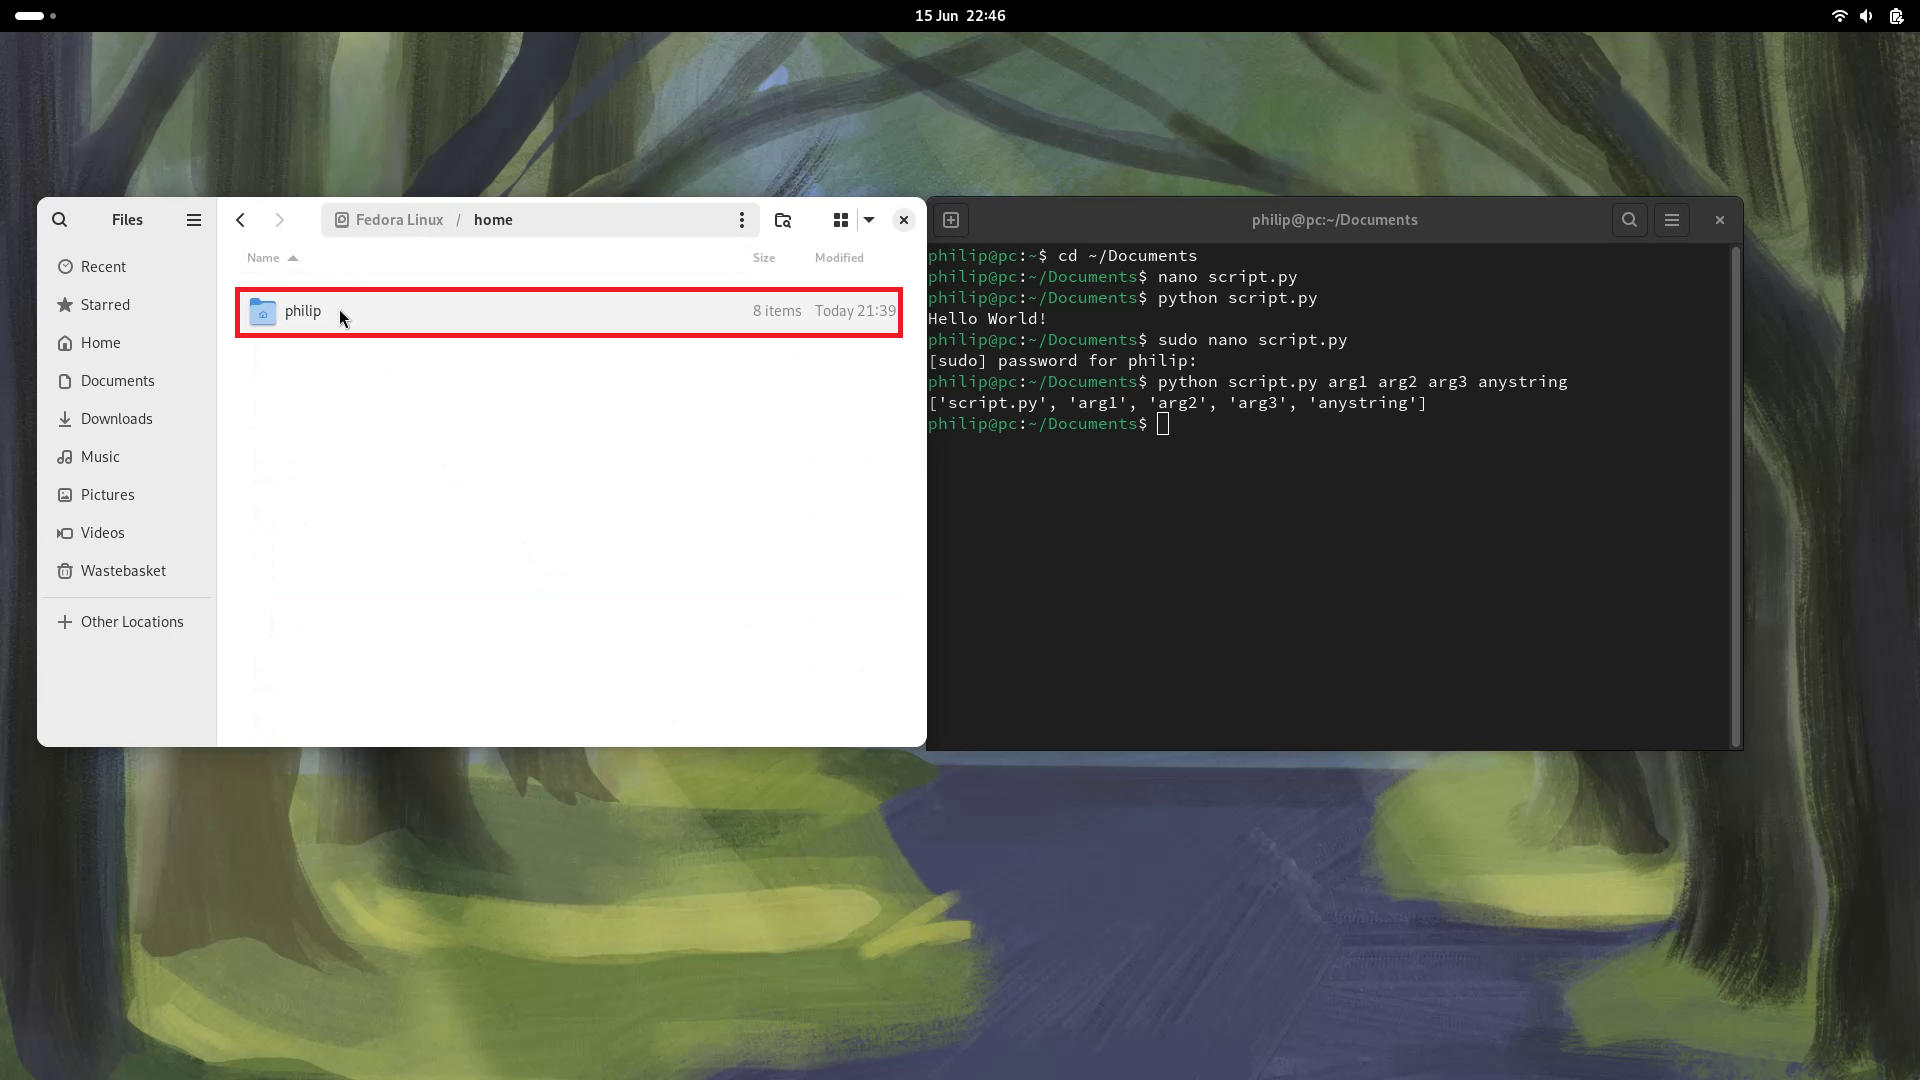 15 Jun 22:46
Files
Fedora Linux / home
Name Size Modified
philip 8 items Today 21:39
Recent
Starred
Home
Documents
Downloads
Music
Pictures
Videos
Wastebasket
Other Locations
philip@pc:~/Documents
philip@pc:~$ cd ~/Documents
philip@pc:~/Documents$ nano script.py
philip@pc:~/Documents$ python script.py
Hello World!
philip@pc:~/Documents$ sudo nano script.py
[sudo] password for philip:
philip@pc:~/Documents$ python script.py arg1 arg2 arg3 anystring
['script.py', 'arg1', 'arg2', 'arg3', 'anystring']
philip@pc:~/Documents$